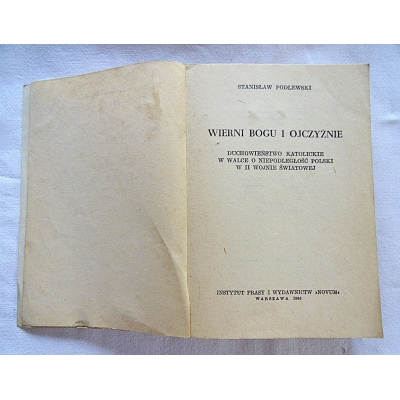 STANISŁAW PODLEWSKI
WIERNI BOGU I OJCZYŹNIE
DUCHOWIEŃSTWO KATOLICKIE
W WALCE O NIEPODLEGŁOŚĆ POLSKI
W II WOJNIE ŚWIATOWEJ
INSTYTUT PRASY I WYDAWNICTW »NOVUM«
WARSZAWA